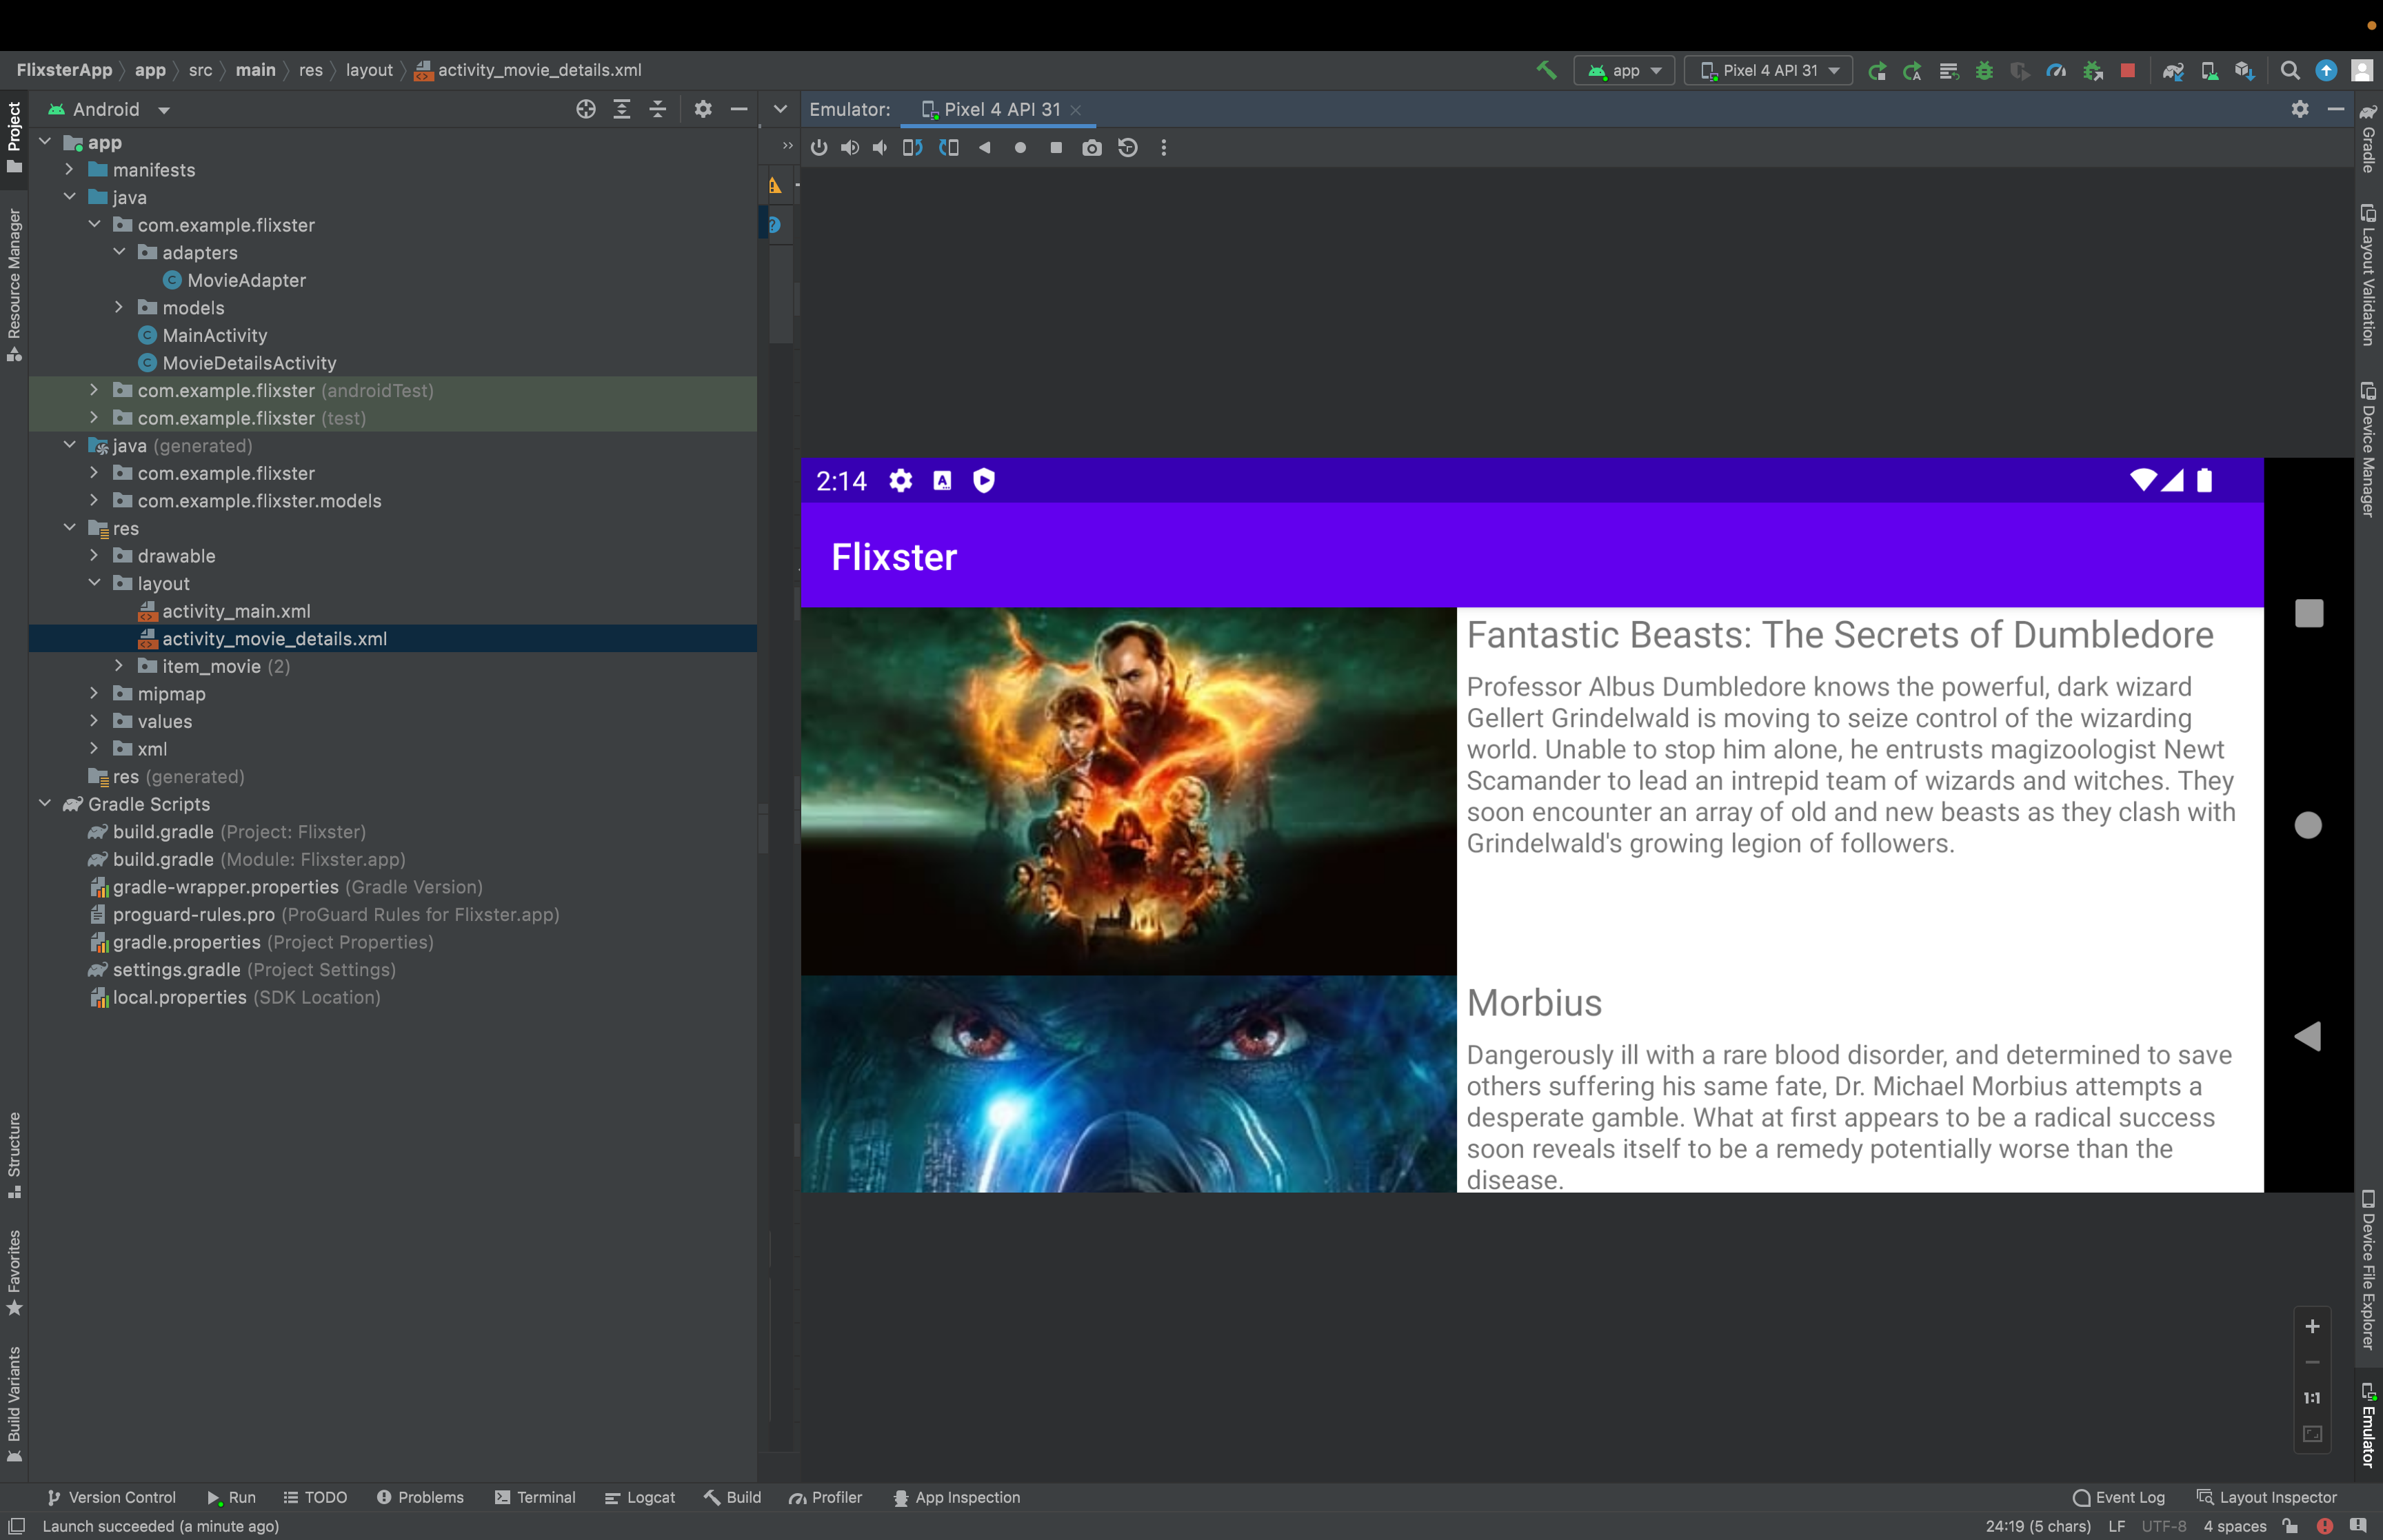 FlixsterApp app src main res layout activity_movie_details.xml
app Pixel 4 API 31
Project
Android
Emulator: Pixel 4 API 31
app
manifests
java
com.example.flixster
adapters
MovieAdapter
models
MainActivity
MovieDetailsActivity
com.example.flixster (androidTest)
com.example.flixster (test)
java (generated)
com.example.flixster
com.example.flixster.models
res
drawable
layout
activity_main.xml
activity_movie_details.xml
item_movie (2)
mipmap
values
xml
res (generated)
Gradle Scripts
build.gradle (Project: Flixster)
build.gradle (Module: Flixster.app)
gradle-wrapper.properties (Gradle Version)
proguard-rules.pro (ProGuard Rules for Flixster.app)
gradle.properties (Project Properties)
settings.gradle (Project Settings)
local.properties (SDK Location)
Resource Manager
Structure
Favorites
Build Variants
2:14
Flixster
Fantastic Beasts: The Secrets of Dumbledore
Professor Albus Dumbledore knows the powerful, dark wizard
Gellert Grindelwald is moving to seize control of the wizarding
world. Unable to stop him alone, he entrusts magizoologist Newt
Scamander to lead an intrepid team of wizards and witches. They
soon encounter an array of old and new beasts as they clash with
Grindelwald's growing legion of followers.
Morbius
Dangerously ill with a rare blood disorder, and determined to save
others suffering his same fate, Dr. Michael Morbius attempts a
desperate gamble. What at first appears to be a radical success
soon reveals itself to be a remedy potentially worse than the
disease.
1:1
Gradle
Layout Validation
Device Manager
Device File Explorer
Emulator
Version Control Run TODO Problems Terminal Logcat Build Profiler App Inspection Event Log Layout Inspector
Launch succeeded (a minute ago) 24:19 (5 chars) LF UTF-8 4 spaces